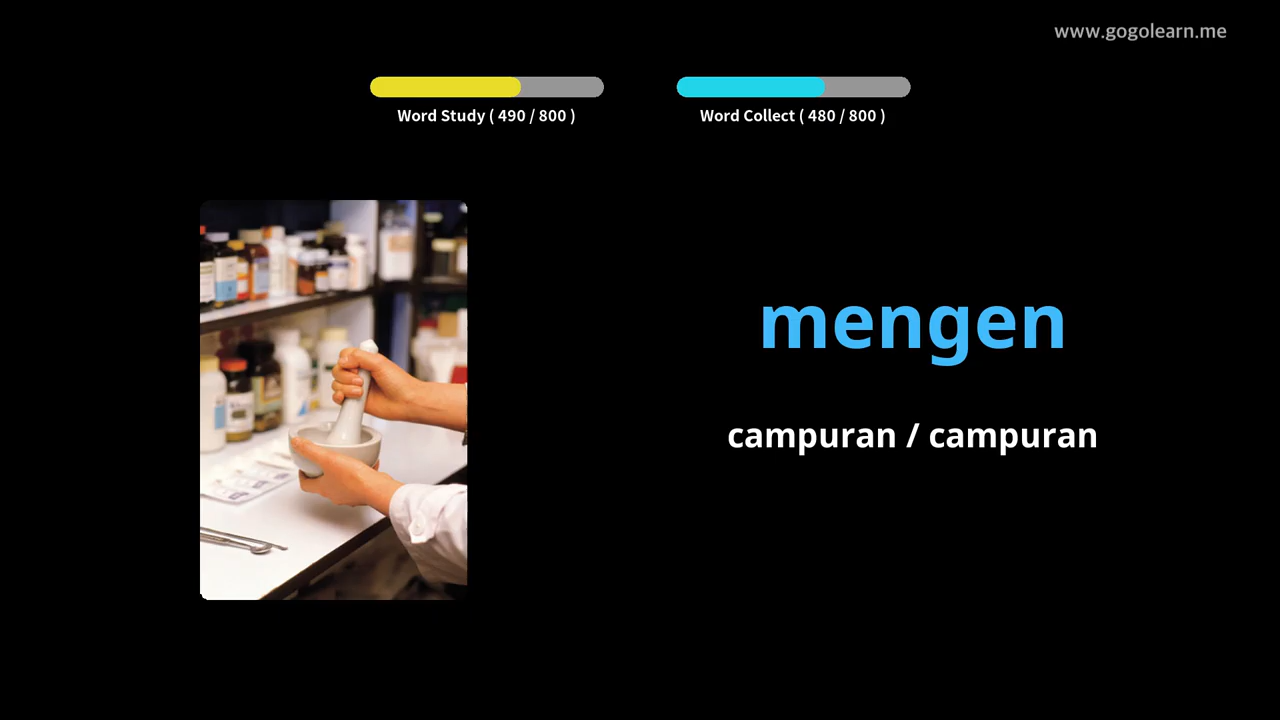 www.gogolearn.me
Word Study ( 490 / 800 )
Word Collect ( 480 / 800 )
mengen
campuran / campuran